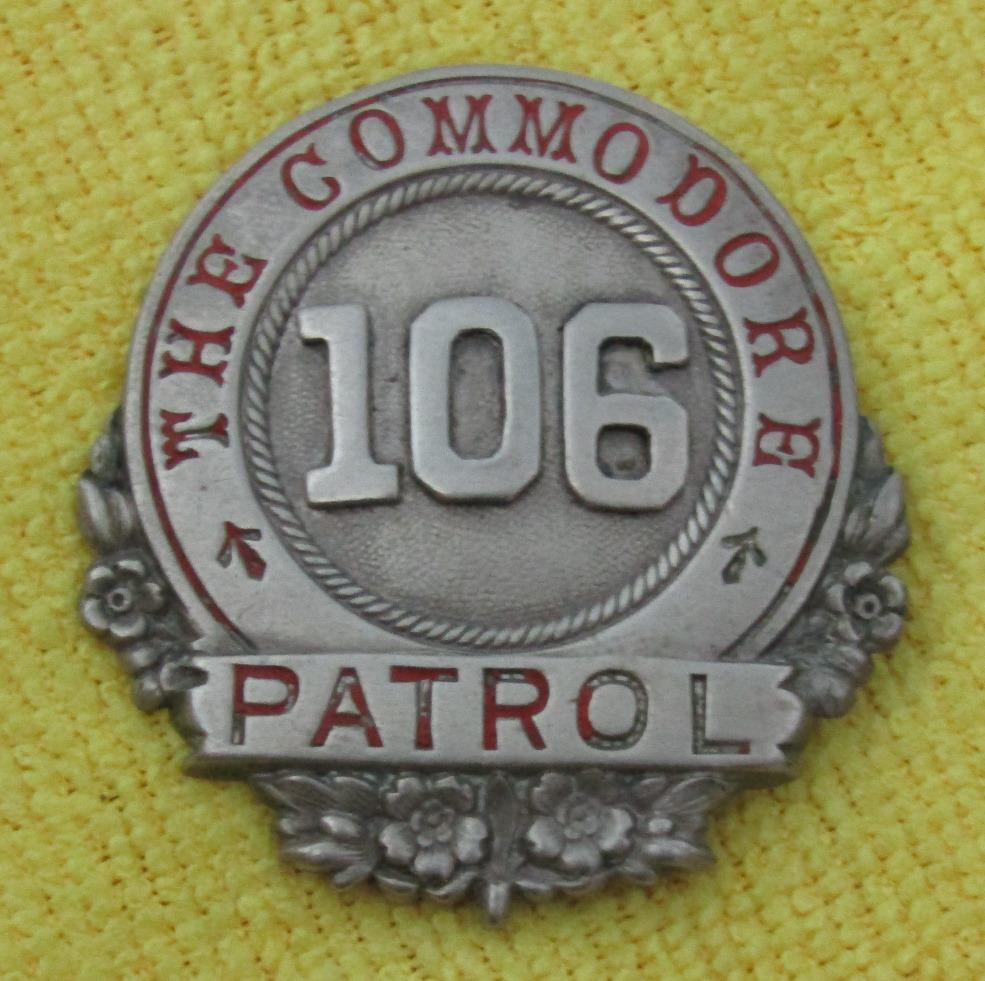 THE COMMODORE
106
PATROL